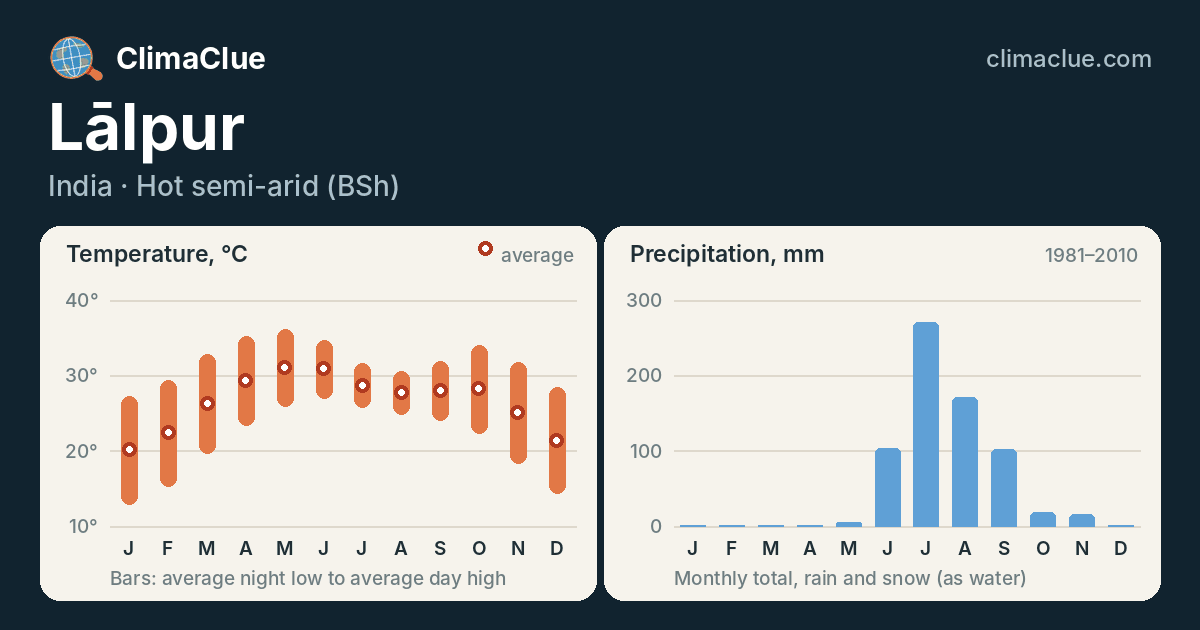 ClimaClue
climaclue.com
Lālpur
India · Hot semi-arid (BSh)
Temperature, °C
average
40°
30°
20°
10°
J F M A M J J A S O N D
Bars: average night low to average day high
Precipitation, mm
1981–2010
300
200
100
0
J F M A M J J A S O N D
Monthly total, rain and snow (as water)